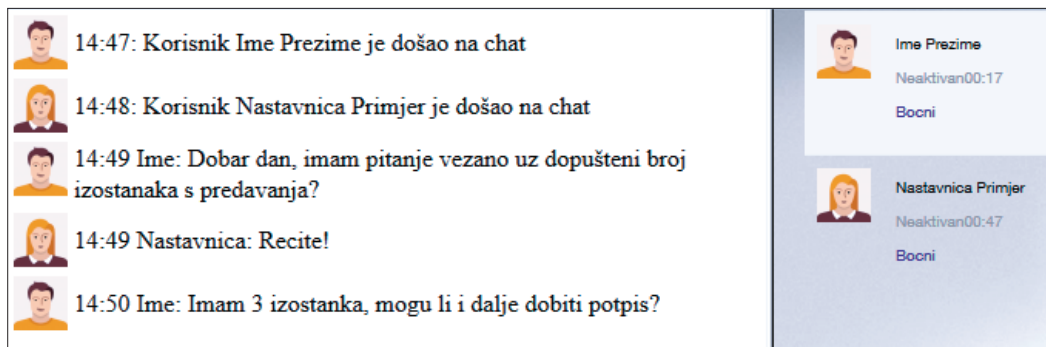 14:47: Korisnik Ime Prezime je došao na chat
14:48: Korisnik Nastavnica Primjer je došao na chat
14:49 Ime: Dobar dan, imam pitanje vezano uz dopušteni broj
izostanaka s predavanja?
14:49 Nastavnica: Recite!
14:50 Ime: Imam 3 izostanka, mogu li i dalje dobiti potpis?
Ime Prezime
Neaktivan00:17
Bocni
Nastavnica Primjer
Neaktivan00:47
Bocni